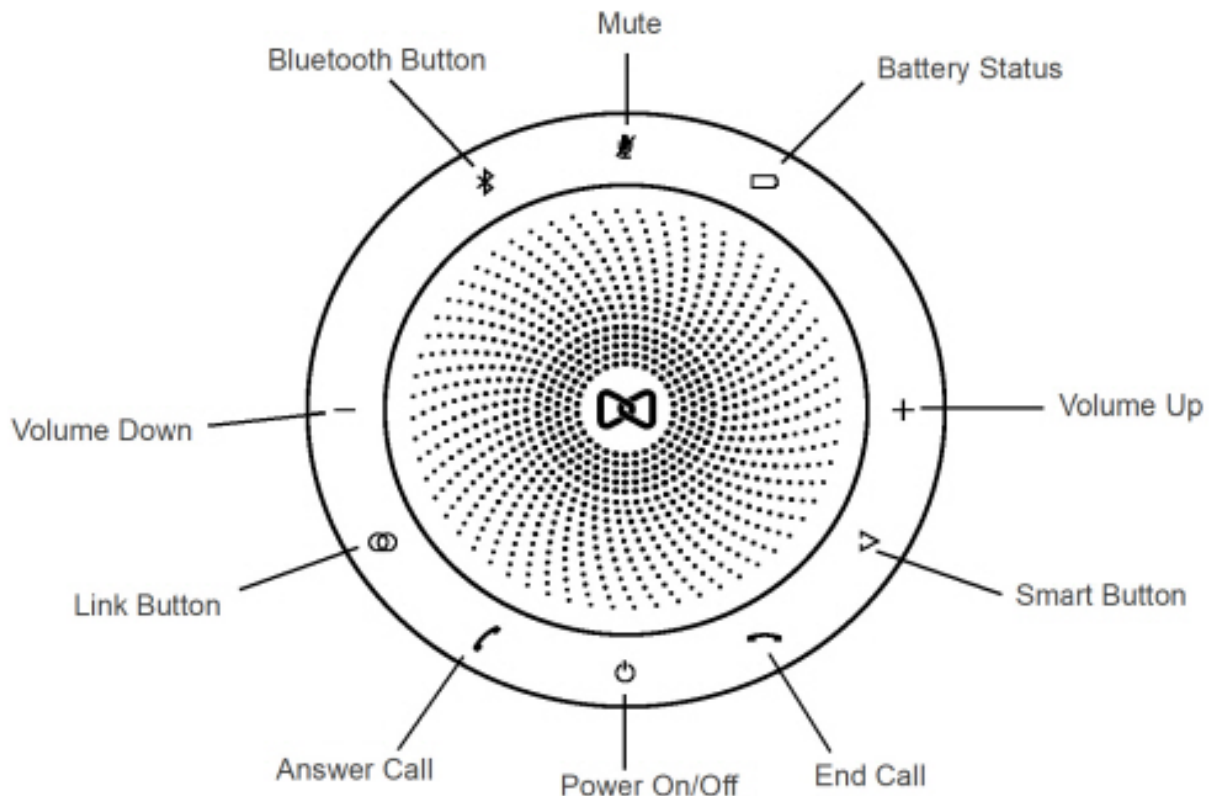 Mute
Bluetooth Button
Battery Status
Volume Down
Volume Up
Link Button
Smart Button
Answer Call
Power On/Off
End Call